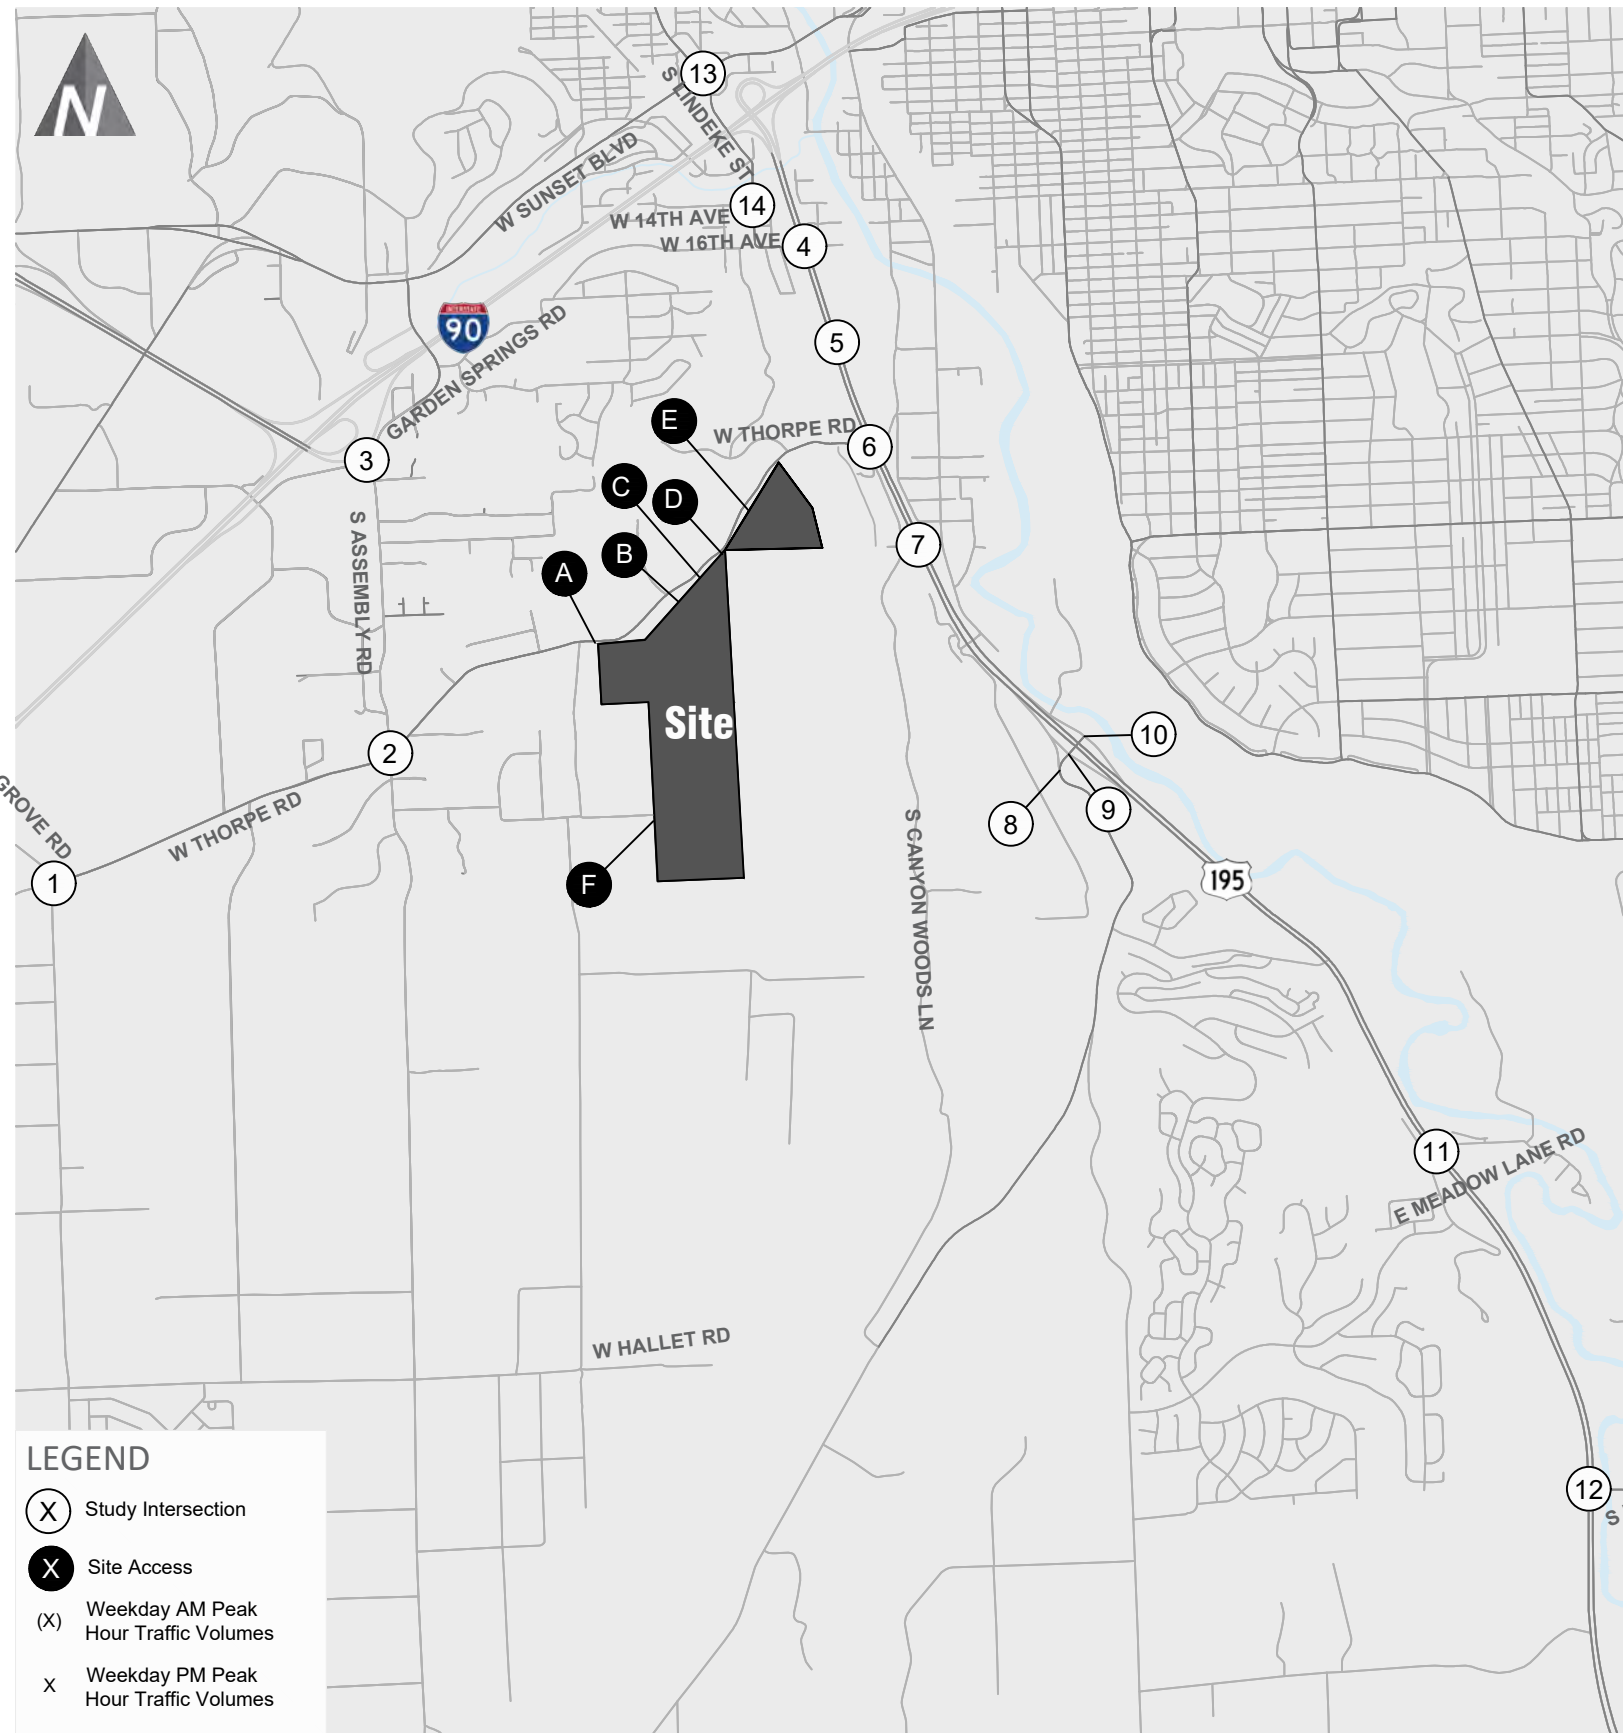 N
13
S LINDEKE ST
W SUNSET BLVD
14
W 14TH AVE
W 16TH AVE
4
INTERSTATE
90
GARDEN SPRINGS RD
5
E
W THORPE RD
6
3
C
D
B
A
7
S ASSEMBLY RD
Site
2
10
9
8
GROVE RD
W THORPE RD
1
F
S CANYON WOODS LN
195
11
E MEADOW LANE RD
W HALLET RD
12
S
LEGEND
X Study Intersection
X Site Access
(X) Weekday AM Peak
Hour Traffic Volumes
X Weekday PM Peak
Hour Traffic Volumes